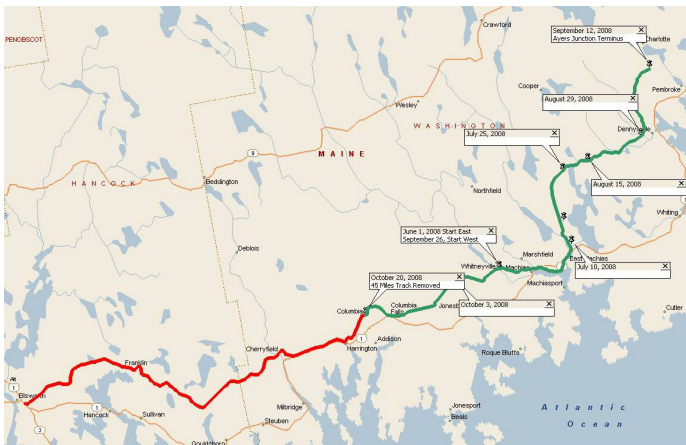 Crawford
September 12, 2008
Ayers Junction Terminus
Charlotte
PENOBSCOT
Cooper
Pembroke
Wesley
August 29, 2008
WASHINGTON
July 25, 2008
MAINE
9
HANCOCK
Beddington
Northfield
August 15, 2008
Whiting
June 1, 2008 Start East
September 26, Start West
Deblois
Marshfield
Whitneyville
Machias
East Machias
July 10, 2008
October 20, 2008
45 Miles Track Removed
Machiasport
Columbia
Columbia
Falls
October 3, 2008
Cutler
1
Addison
Harrington
Cherryfield
Roque Bluffs
Franklin
1
Ellsworth
Hancock
1
Sullivan
Milbridge
Jonesport
Beals
Atlantic
Ocean
3
Steuben
Gouldsboro